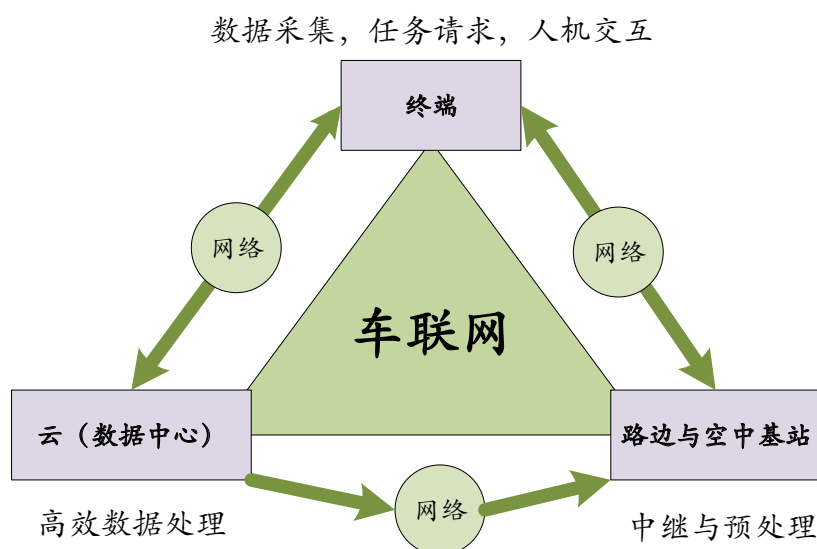 数据采集，任务请求，人机交互
终端
网络
网络
车联网
云（数据中心）
路边与空中基站
网络
高效数据处理
中继与预处理